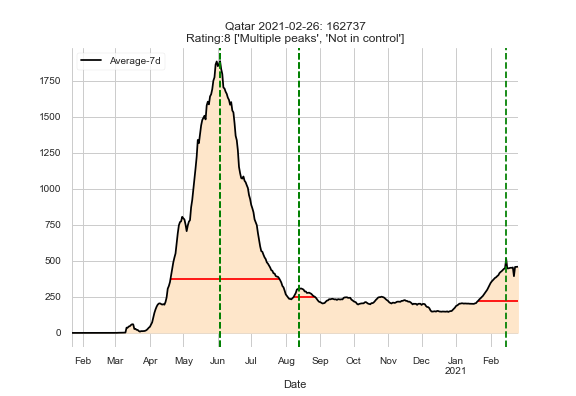 Qatar 2021-02-26: 162737
Rating:8 ['Multiple peaks', 'Not in control']
Average-7d
1750
1500
1250
1000
750
500
250
0
Feb Mar Apr May Jun Jul Aug Sep Oct Nov Dec Jan Feb
2021
Date